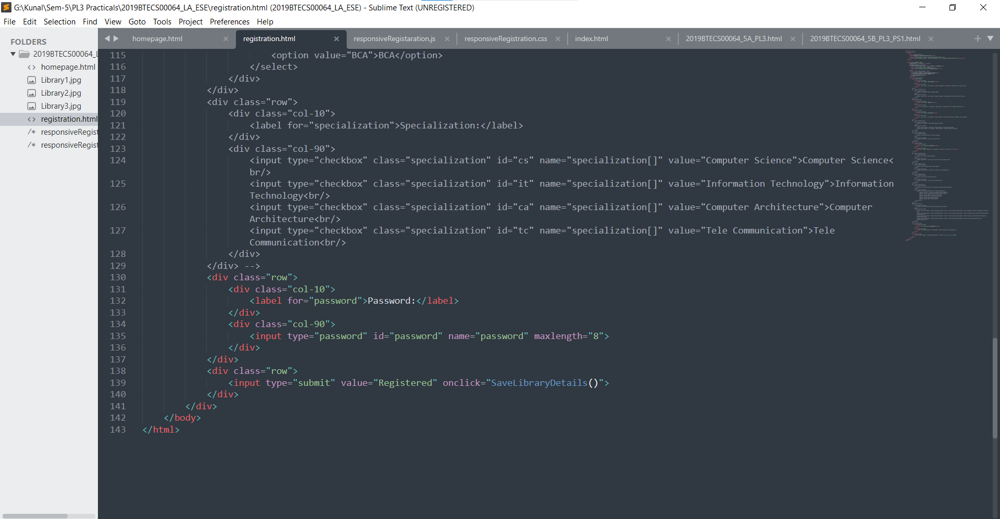 G:\Kunal\Sem-5\PL3 Practicals\2019BTECS00064_LA_ESE\registration.html (2019BTECS00064_LA_ESE) - Sublime Text (UNREGISTERED)
File Edit Selection Find View Goto Tools Project Preferences Help
FOLDERS
2019BTECS00064_L
homepage.html
Library1.jpg
Library2.jpg
Library3.jpg
registration.html
/* responsiveRegist
/* responsiveRegist
homepage.html registration.html responsiveRegistaration.js responsiveRegistration.css index.html 2019BTECS00064_5A_PL3.html 2019BTECS00064_5B_PL3_PS1.html
115 <option value="BCA">BCA</option>
116 </select>
117 </div>
118 </div>
119 <div class="row">
120 <div class="col-10">
121 <label for="specialization">Specialization:</label>
122 </div>
123 <div class="col-90">
124 <input type="checkbox" class="specialization" id="cs" name="specialization[]" value="Computer Science">Computer Science<
br/>
125 <input type="checkbox" class="specialization" id="it" name="specialization[]" value="Information Technology">Information
Technology<br/>
126 <input type="checkbox" class="specialization" id="ca" name="specialization[]" value="Computer Architecture">Computer
Architecture<br/>
127 <input type="checkbox" class="specialization" id="tc" name="specialization[]" value="Tele Communication">Tele
Communication<br/>
128 </div>
129 </div> -->
130 <div class="row">
131 <div class="col-10">
132 <label for="password">Password:</label>
133 </div>
134 <div class="col-90">
135 <input type="password" id="password" name="password" maxlength="8">
136 </div>
137 </div>
138 <div class="row">
139 <input type="submit" value="Registered" onclick="SaveLibraryDetails()">
140 </div>
141 </div>
142 </body>
143 </html>